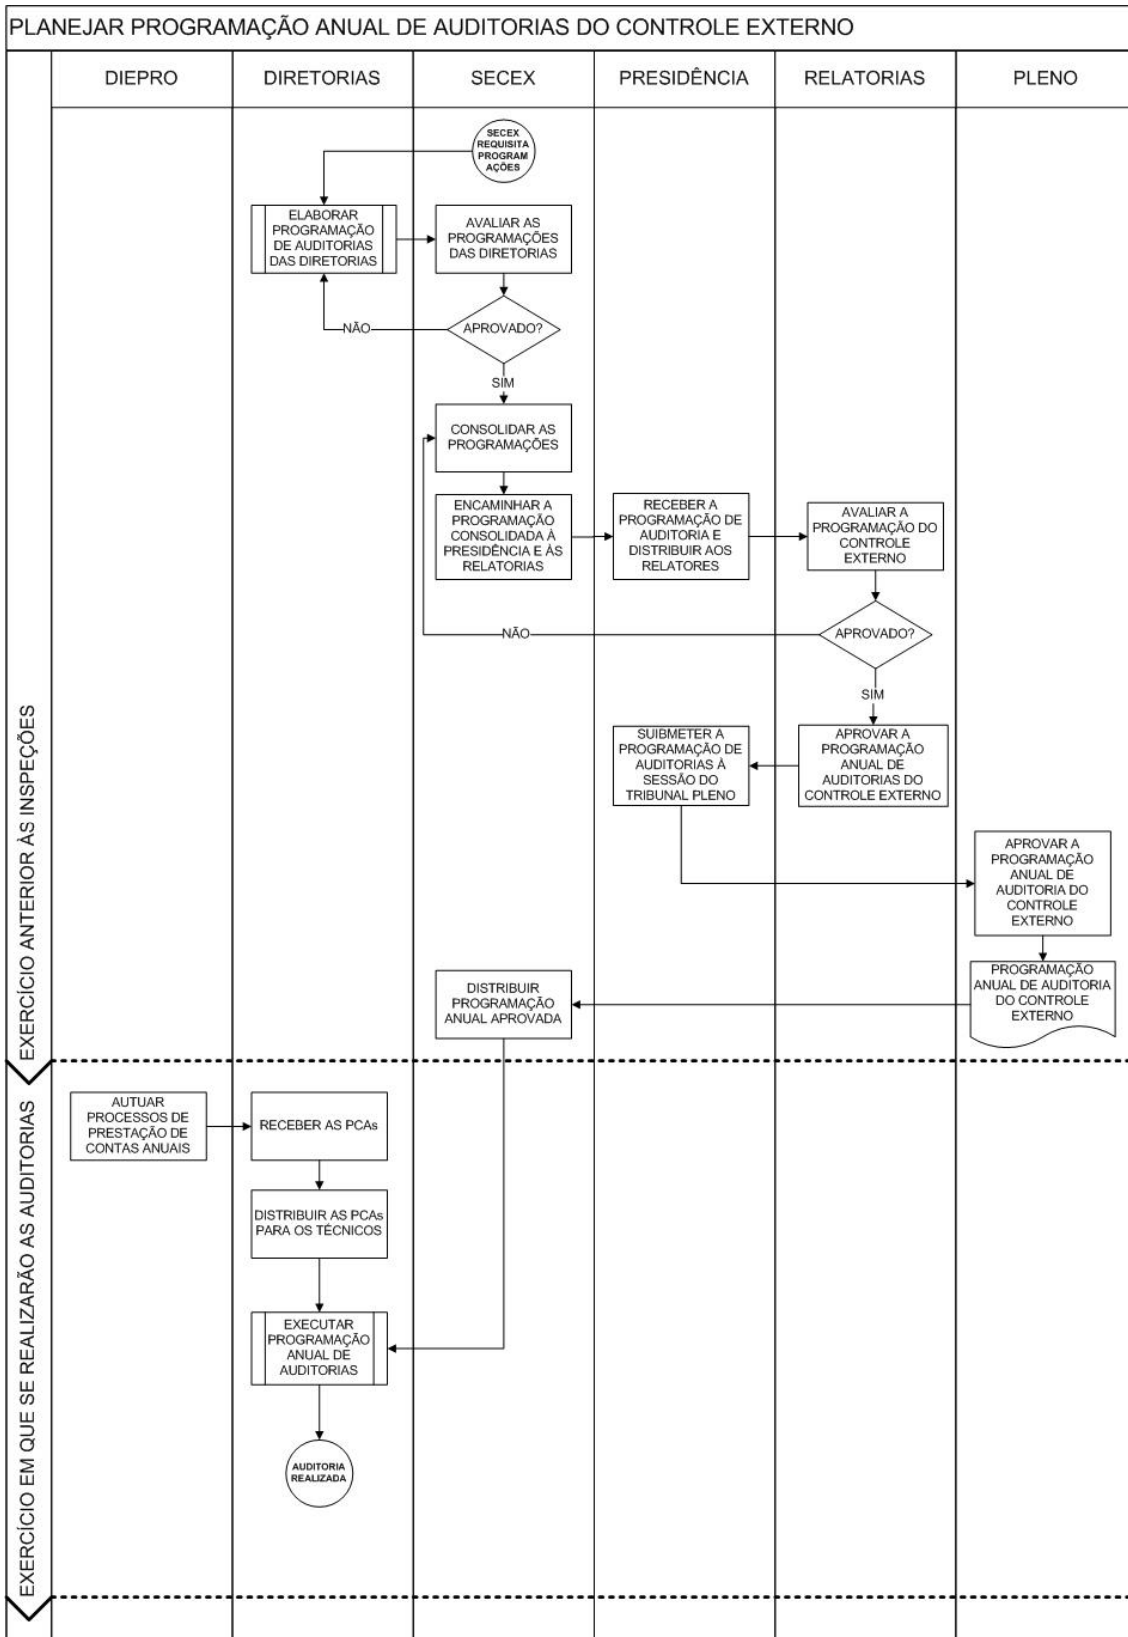 PLANEJAR PROGRAMAÇÃO ANUAL DE AUDITORIAS DO CONTROLE EXTERNO
DIEPRO
DIRETORIAS
SECEX
PRESIDÊNCIA
RELATORIAS
PLENO
EXERCÍCIO ANTERIOR ÀS INSPEÇÕES
SECEX
REQUISITA
PROGRAM
AÇÕES
ELABORAR
PROGRAMAÇÃO
DE AUDITORIAS
DAS DIRETORIAS
AVALIAR AS
PROGRAMAÇÕES
DAS DIRETORIAS
APROVADO?
NÃO
SIM
CONSOLIDAR AS
PROGRAMAÇÕES
ENCAMINHAR A
PROGRAMAÇÃO
CONSOLIDADA À
PRESIDÊNCIA E ÀS
RELATORIAS
RECEBER A
PROGRAMAÇÃO DE
AUDITORIA E
DISTRIBUIR AOS
RELATORES
AVALIAR A
PROGRAMAÇÃO DO
CONTROLE
EXTERNO
APROVADO?
NÃO
SIM
APROVAR A
PROGRAMAÇÃO
ANUAL DE
AUDITORIAS DO
CONTROLE EXTERNO
SUIBMETER A
PROGRAMAÇÃO DE
AUDITORIAS À
SESSÃO DO
TRIBUNAL PLENO
APROVAR A
PROGRAMAÇÃO
ANUAL DE
AUDITORIA DO
CONTROLE
EXTERNO
PROGRAMAÇÃO
ANUAL DE AUDITORIA
DO CONTROLE
EXTERNO
DISTRIBUIR
PROGRAMAÇÃO
ANUAL APROVADA
EXERCÍCIO EM QUE SE REALIZARÃO AS AUDITORIAS
AUTUAR
PROCESSOS DE
PRESTAÇÃO DE
CONTAS ANUAIS
RECEBER AS PCAs
DISTRIBUIR AS PCAs
PARA OS TÉCNICOS
EXECUTAR
PROGRAMAÇÃO
ANUAL DE
AUDITORIAS
AUDITORIA
REALIZADA